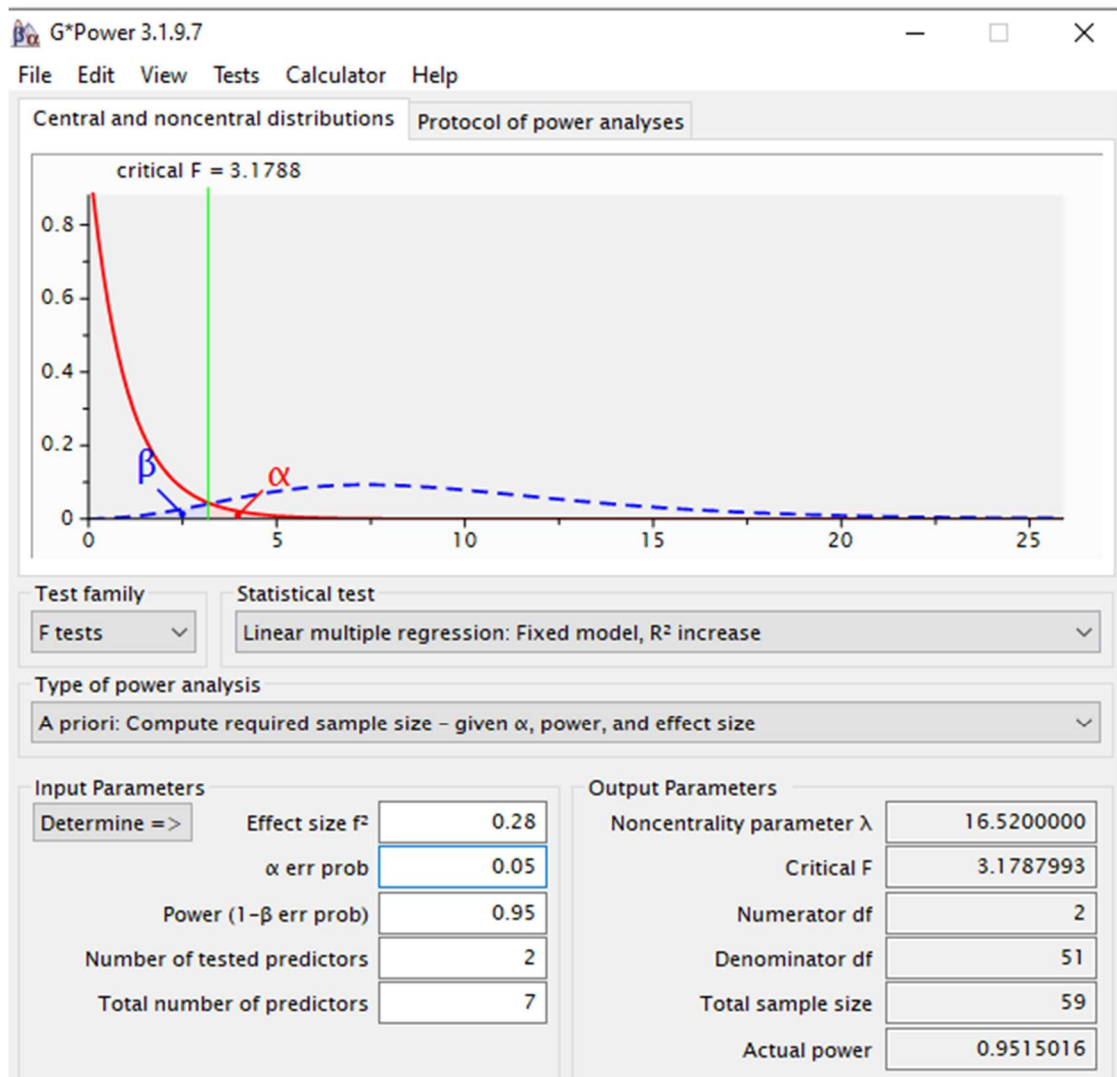 G*Power 3.1.9.7
File Edit View Tests Calculator Help
Central and noncentral distributions Protocol of power analyses
critical F = 3.1788
0.8
0.6
0.4
0.2
0
β α
0 5 10 15 20 25
Test family Statistical test
F tests Linear multiple regression: Fixed model, R² increase
Type of power analysis
A priori: Compute required sample size – given α, power, and effect size
Input Parameters Output Parameters
Determine => Effect size f² 0.28 Noncentrality parameter λ 16.5200000
α err prob 0.05 Critical F 3.1787993
Power (1–β err prob) 0.95 Numerator df 2
Number of tested predictors 2 Denominator df 51
Total number of predictors 7 Total sample size 59
Actual power 0.9515016